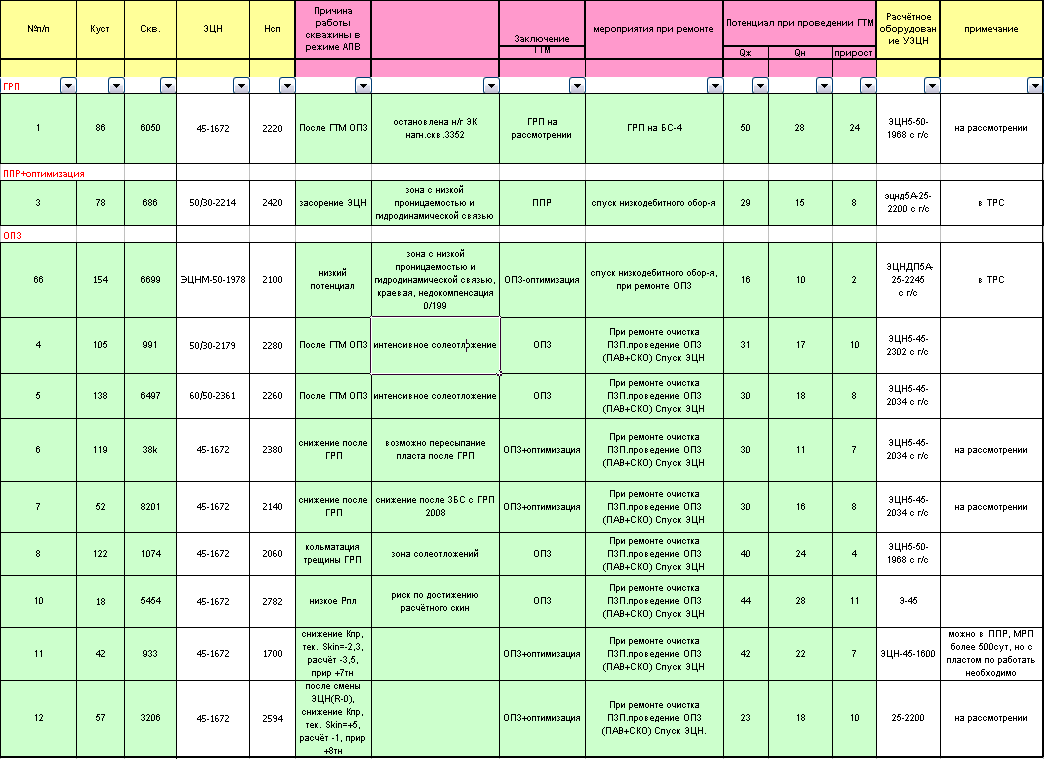 №п/п Куст Скв. ЭЦН Нсп Причина работы скважины в режиме АПВ Заключение ГТМ мероприятия при ремонте Потенциал при проведении ГТМ Расчётное оборудование УЭЦН примечание
Qж Qн прирост
ГРП
1 86 6050 45-1672 2220 После ГТМ ОПЗ остановлена н/г ЭК нагн.скв.3352 ГРП на рассмотрении ГРП на БС-4 50 28 24 ЭЦН5-50-1968 с г/с на рассмотрении
ППР+оптимизация
3 78 686 50/30-2214 2420 засорение ЭЦН зона с низкой проницаемостью и гидродинамической связью ППР спуск низкодебитного обор-я 29 15 8 эцнд5А-25-2200 с г/с в ТРС
ОПЗ
66 154 6699 ЭЦНМ-50-1978 2100 низкий потенциал зона с низкой проницаемостью и гидродинамической связью, краевая, недокомпенсация 0/199 ОПЗ-оптимизация спуск низкодебитного обор-я, при ремонте ОПЗ 16 10 2 ЭЦНДП5А-25-2245 с г/с в ТРС
4 105 991 50/30-2179 2280 После ГТМ ОПЗ интенсивное солеотложение ОПЗ При ремонте очистка ПЗП.проведение ОПЗ (ПАВ+СКО) Спуск ЭЦН 31 17 10 ЭЦН5-45-2302 с г/с
5 138 6497 60/50-2361 2260 После ГТМ ОПЗ интенсивное солеотложение ОПЗ При ремонте очистка ПЗП.проведение ОПЗ (ПАВ+СКО) Спуск ЭЦН 30 18 8 ЭЦН5-45-2034 с г/с
6 119 38k 45-1672 2380 снижение после ГРП возможно пересыпание пласта после ГРП ОПЗ+оптимизация При ремонте очистка ПЗП.проведение ОПЗ (ПАВ+СКО) Спуск ЭЦН 30 11 7 ЭЦН5-45-2034 с г/с на рассмотрении
7 52 8201 45-1672 2140 снижение после ГРП снижение после ЗБС с ГРП 2008 ОПЗ+оптимизация При ремонте очистка ПЗП.проведение ОПЗ (ПАВ+СКО) Спуск ЭЦН 30 16 8 ЭЦН5-45-2034 с г/с на рассмотрении
8 122 1074 45-1672 2060 кольматация трещины ГРП зона солеотложений ОПЗ При ремонте очистка ПЗП.проведение ОПЗ (ПАВ+СКО) Спуск ЭЦН 40 24 4 ЭЦН5-50-1968 с г/с
10 18 5454 45-1672 2782 низкое Рпл риск по достижению расчётного скин ОПЗ При ремонте очистка ПЗП.проведение ОПЗ (ПАВ+СКО) Спуск ЭЦН 44 28 11 Э-45
11 42 933 45-1672 1700 снижение Кпр, тек. Skin=-2,3, расчёт -3,5, прир +7тн ОПЗ+оптимизация При ремонте очистка ПЗП.проведение ОПЗ (ПАВ+СКО) Спуск ЭЦН 42 22 7 ЭЦН-45-1600 можно в ППР, МРП более 500сут, но с пластом по работать необходимо
12 57 3206 45-1672 2594 после смены ЭЦН(R-0), снижение Кпр, тек. Skin=+5, расчёт -1, прир +8тн ОПЗ+оптимизация При ремонте очистка ПЗП.проведение ОПЗ (ПАВ+СКО) Спуск ЭЦН. 23 18 10 25-2200 на рассмотрении